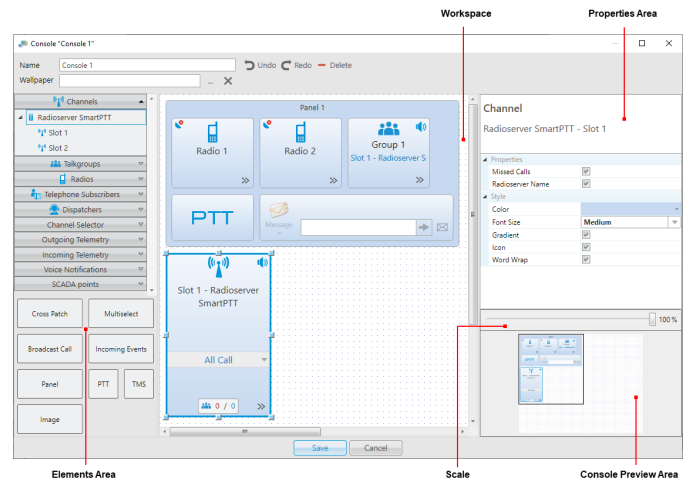 Workspace
Properties Area
Console "Console 1"
Name
Console 1
Undo
Redo
Delete
Wallpaper
...
Channels
Radioserver SmartPTT
Slot 1
Slot 2
Talkgroups
Radios
Telephone Subscribers
Dispatchers
Channel Selector
Outgoing Telemetry
Incoming Telemetry
Voice Notifications
SCADA points
Cross Patch
Multiselect
Broadcast Call
Incoming Events
Panel
PTT
TMS
Image
Panel 1
Radio 1
Radio 2
Group 1
Slot 1 - Radioserver S
PTT
Message
Slot 1 - Radioserver
SmartPTT
All Call
0 / 0
Channel
Radioserver SmartPTT - Slot 1
Properties
Missed Calls
Radioserver Name
Style
Color
Font Size
Medium
Gradient
Icon
Word Wrap
100 %
Save
Cancel
Elements Area
Scale
Console Preview Area